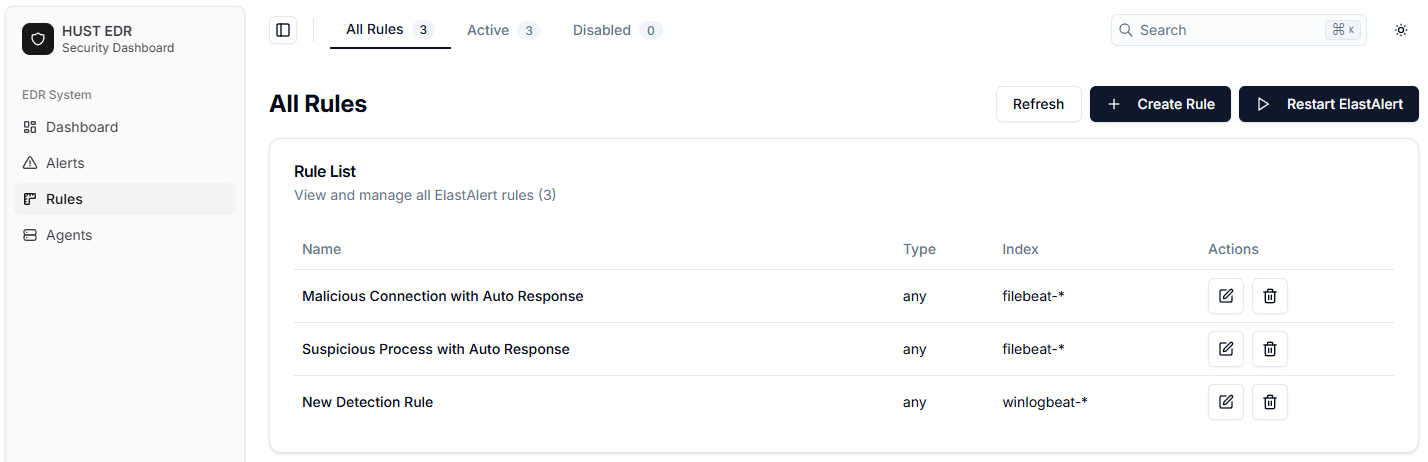 HUST EDR
Security Dashboard
EDR System
Dashboard
Alerts
Rules
Agents
All Rules 3 Active 3 Disabled 0
Search ⌘ K
All Rules
Refresh
Create Rule
Restart ElastAlert
Rule List
View and manage all ElastAlert rules (3)
Name Type Index Actions
Malicious Connection with Auto Response any filebeat-*
Suspicious Process with Auto Response any filebeat-*
New Detection Rule any winlogbeat-*